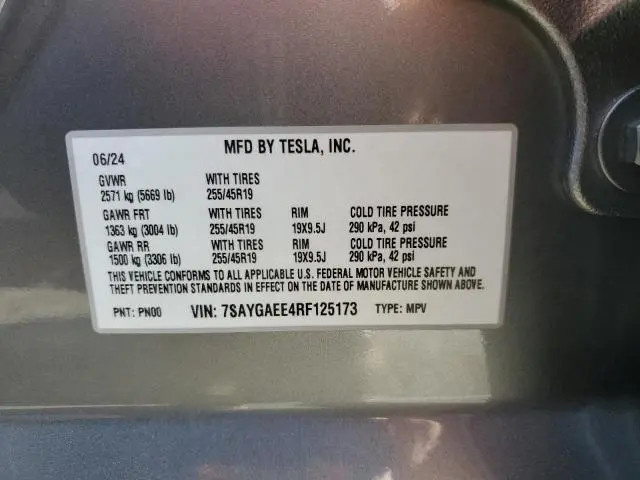 MFD BY TESLA, INC.
06/24
GVWR WITH TIRES
2571 kg (5669 lb) 255/45R19
GAWR FRT WITH TIRES RIM COLD TIRE PRESSURE
1363 kg (3004 lb) 255/45R19 19X9.5J 290 kPa, 42 psi
GAWR RR WITH TIRES RIM COLD TIRE PRESSURE
1500 kg (3306 lb) 255/45R19 19X9.5J 290 kPa, 42 psi
THIS VEHICLE CONFORMS TO ALL APPLICABLE U.S. FEDERAL MOTOR VEHICLE SAFETY AND
THEFT PREVENTION STANDARDS IN EFFECT ON THE DATE OF MANUFACTURE SHOWN ABOVE.
PNT: PN00 VIN: 7SAYGAEE4RF125173 TYPE: MPV